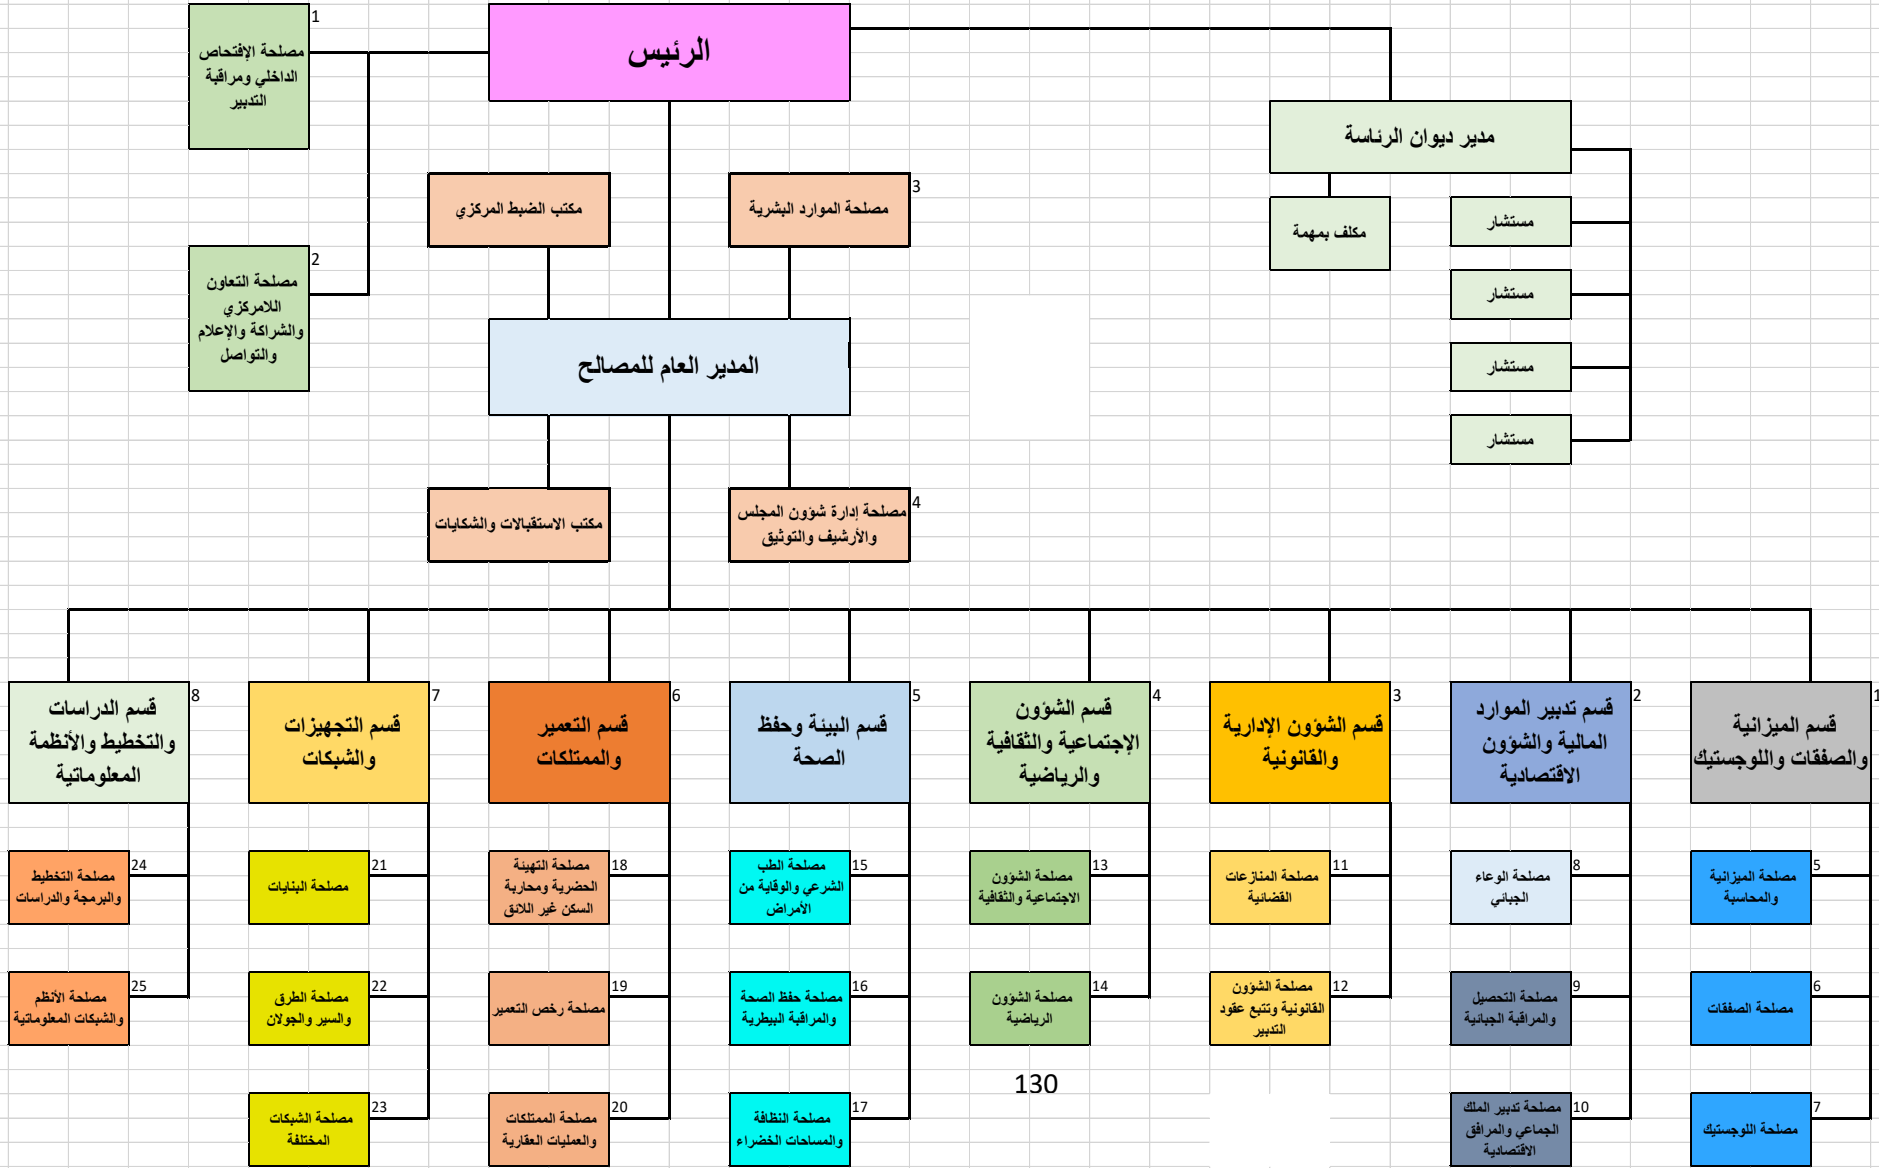 الرئيس
1
مصلحة الإفتحاص
الداخلي ومراقبة
التدبير
مدير ديوان الرئاسة
مكلف بمهمة
مستشار
مستشار
مستشار
مستشار
3
مصلحة الموارد البشرية
مكتب الضبط المركزي
2
مصلحة التعاون
اللامركزي
والشراكة والإعلام
والتواصل
المدير العام للمصالح
4
مصلحة إدارة شؤون المجلس
والأرشيف والتوثيق
مكتب الاستقبالات والشكايات
1
قسم الميزانية
والصفقات واللوجستيك
2
قسم تدبير الموارد
المالية والشؤون
الاقتصادية
3
قسم الشؤون الإدارية
والقانونية
4
قسم الشؤون
الإجتماعية والثقافية
والرياضية
5
قسم البيئة وحفظ
الصحة
6
قسم التعمير
والممتلكات
7
قسم التجهيزات
والشبكات
8
قسم الدراسات
والتخطيط والأنظمة
المعلوماتية
5
مصلحة الميزانية
والمحاسبة
8
مصلحة الوعاء
الجبائي
11
مصلحة المنازعات
القضائية
13
مصلحة الشؤون
الاجتماعية والثقافية
15
مصلحة الطب
الشرعي والوقاية من
الأمراض
18
مصلحة التهيئة
الحضرية ومحاربة
السكن غير اللائق
21
مصلحة البنايات
24
مصلحة التخطيط
والبرمجة والدراسات
6
مصلحة الصفقات
9
مصلحة التحصيل
والمراقبة الجبائية
12
مصلحة الشؤون
القانونية وتتبع عقود
التدبير
14
مصلحة الشؤون
الرياضية
16
مصلحة حفظ الصحة
والمراقبة البيطرية
19
مصلحة رخص التعمير
22
مصلحة الطرق
والسير والجولان
25
مصلحة الأنظم
والشبكات المعلوماتية
7
مصلحة اللوجستيك
10
مصلحة تدبير الملك
الجماعي والمرافق
الاقتصادية
17
مصلحة النظافة
والمساحات الخضراء
20
مصلحة الممتلكات
والعمليات العقارية
23
مصلحة الشبكات
المختلفة
130